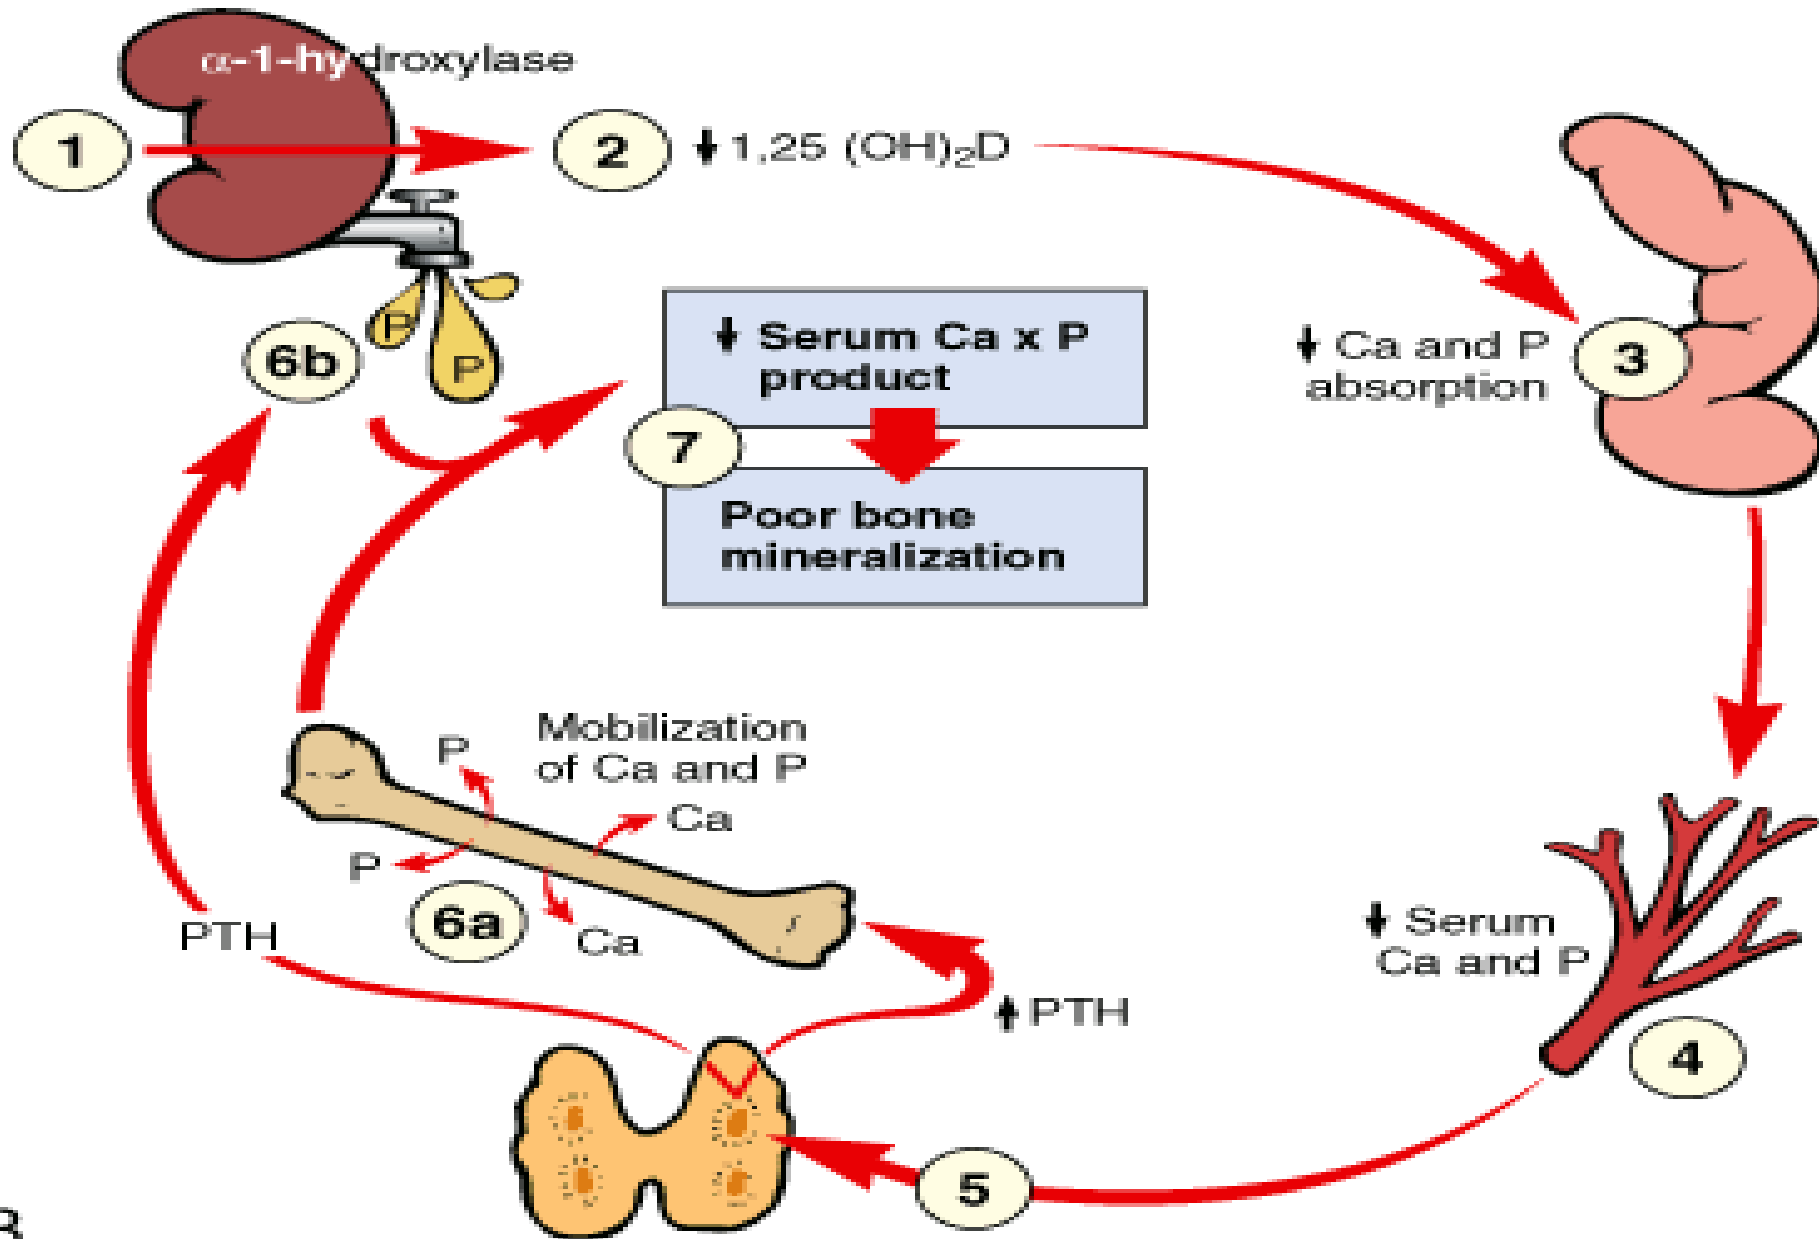 α-1-hydroxylase
1
2
↓ 1,25 (OH)₂D
P
P
6b
↓ Serum Ca x P
product
↓ Ca and P
absorption
3
7
Poor bone
mineralization
Mobilization
of Ca and P
P
Ca
P
6a
Ca
PTH
↓ Serum
Ca and P
↑ PTH
4
5